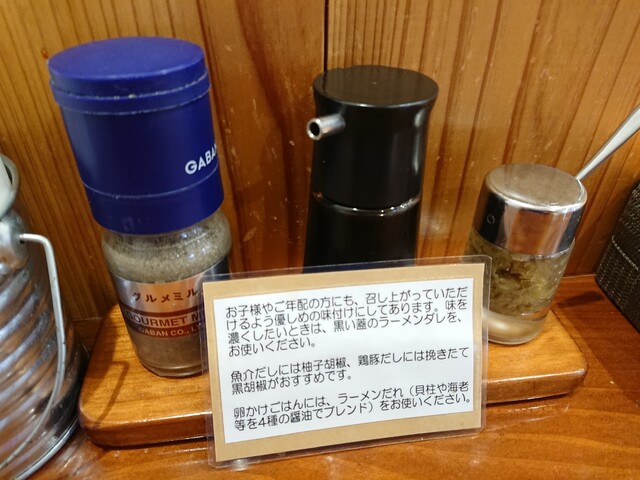 GABAN
グルメミル
GOURMET MI
GABAN CO., L
お子様やご年配の方にも、召し上がっていただ
けるよう優しめの味付けにしてあります。味を
濃くしたいときは、黒い蓋のラーメンダレを、
お使いください。
魚介だしには柚子胡椒、鶏豚だしには挽きたて
黒胡椒がおすすめです。
卵かけごはんには、ラーメンだれ（貝柱や海老
等を4種の醤油でブレンド）をお使いください。